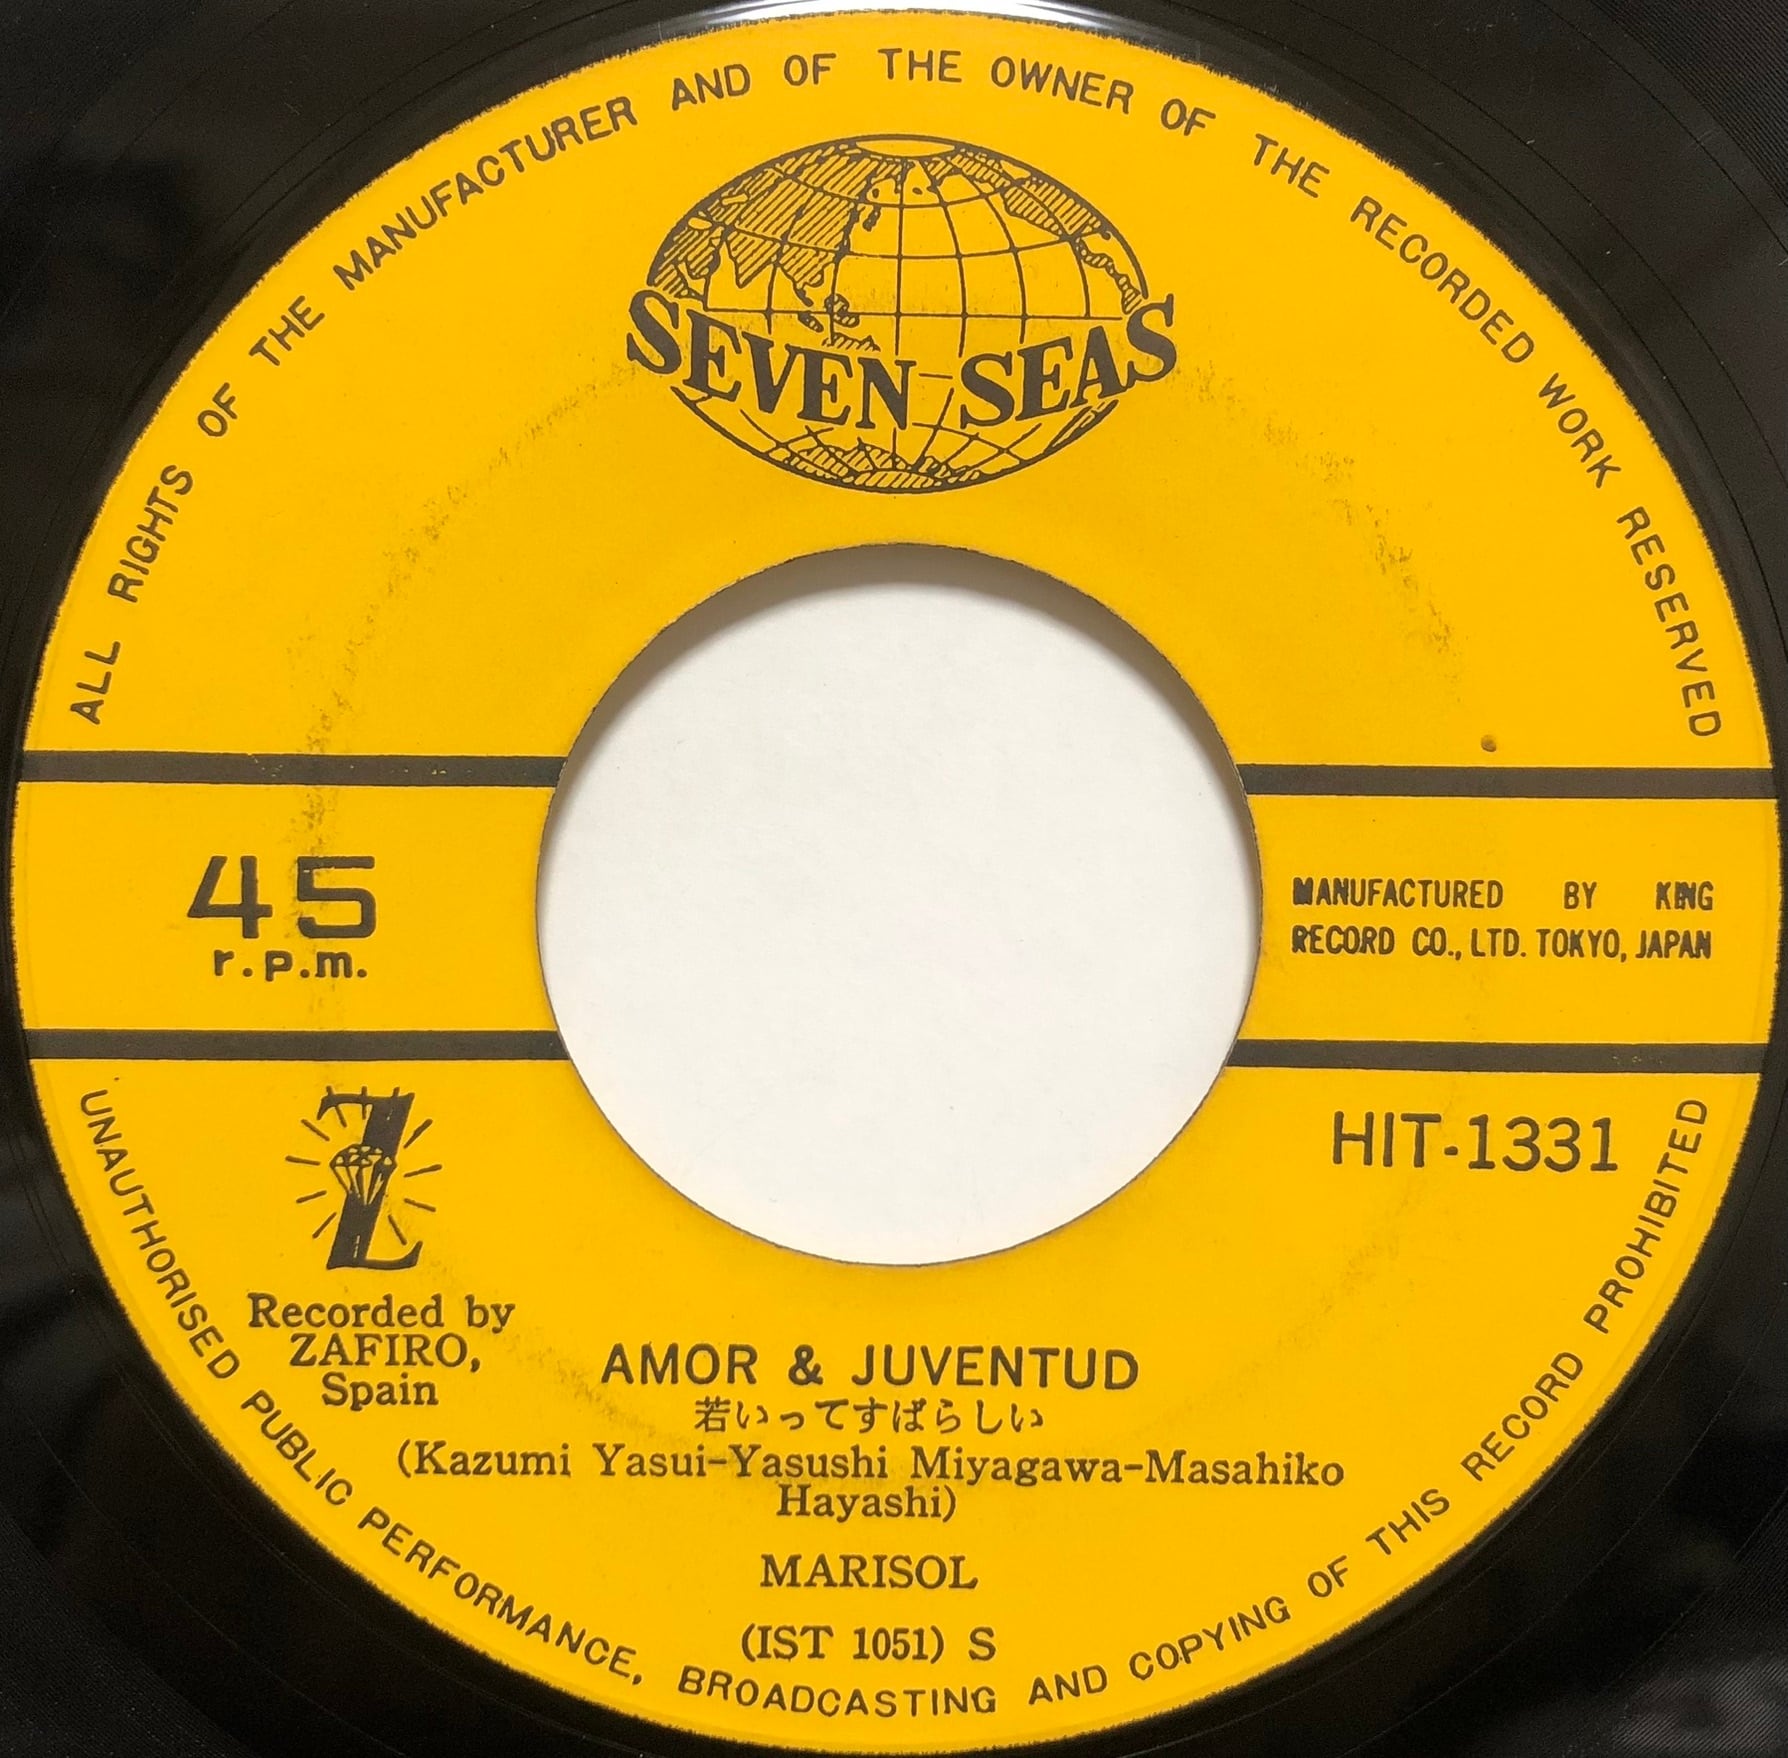 ALL RIGHTS OF THE MANUFACTURER AND OF THE OWNER OF THE RECORDED WORK RESERVED
SEVEN SEAS
45
r.p.m.
MANUFACTURED BY KING
RECORD CO., LTD. TOKYO, JAPAN
Z
HIT-1331
Recorded by
ZAFIRO,
Spain
AMOR & JUVENTUD
若いってすばらしい
(Kazumi Yasui-Yasushi Miyagawa-Masahiko
Hayashi)
MARISOL
(IST 1051) S
UNAUTHORISED PUBLIC PERFORMANCE, BROADCASTING AND COPYING OF THIS RECORD PROHIBITED